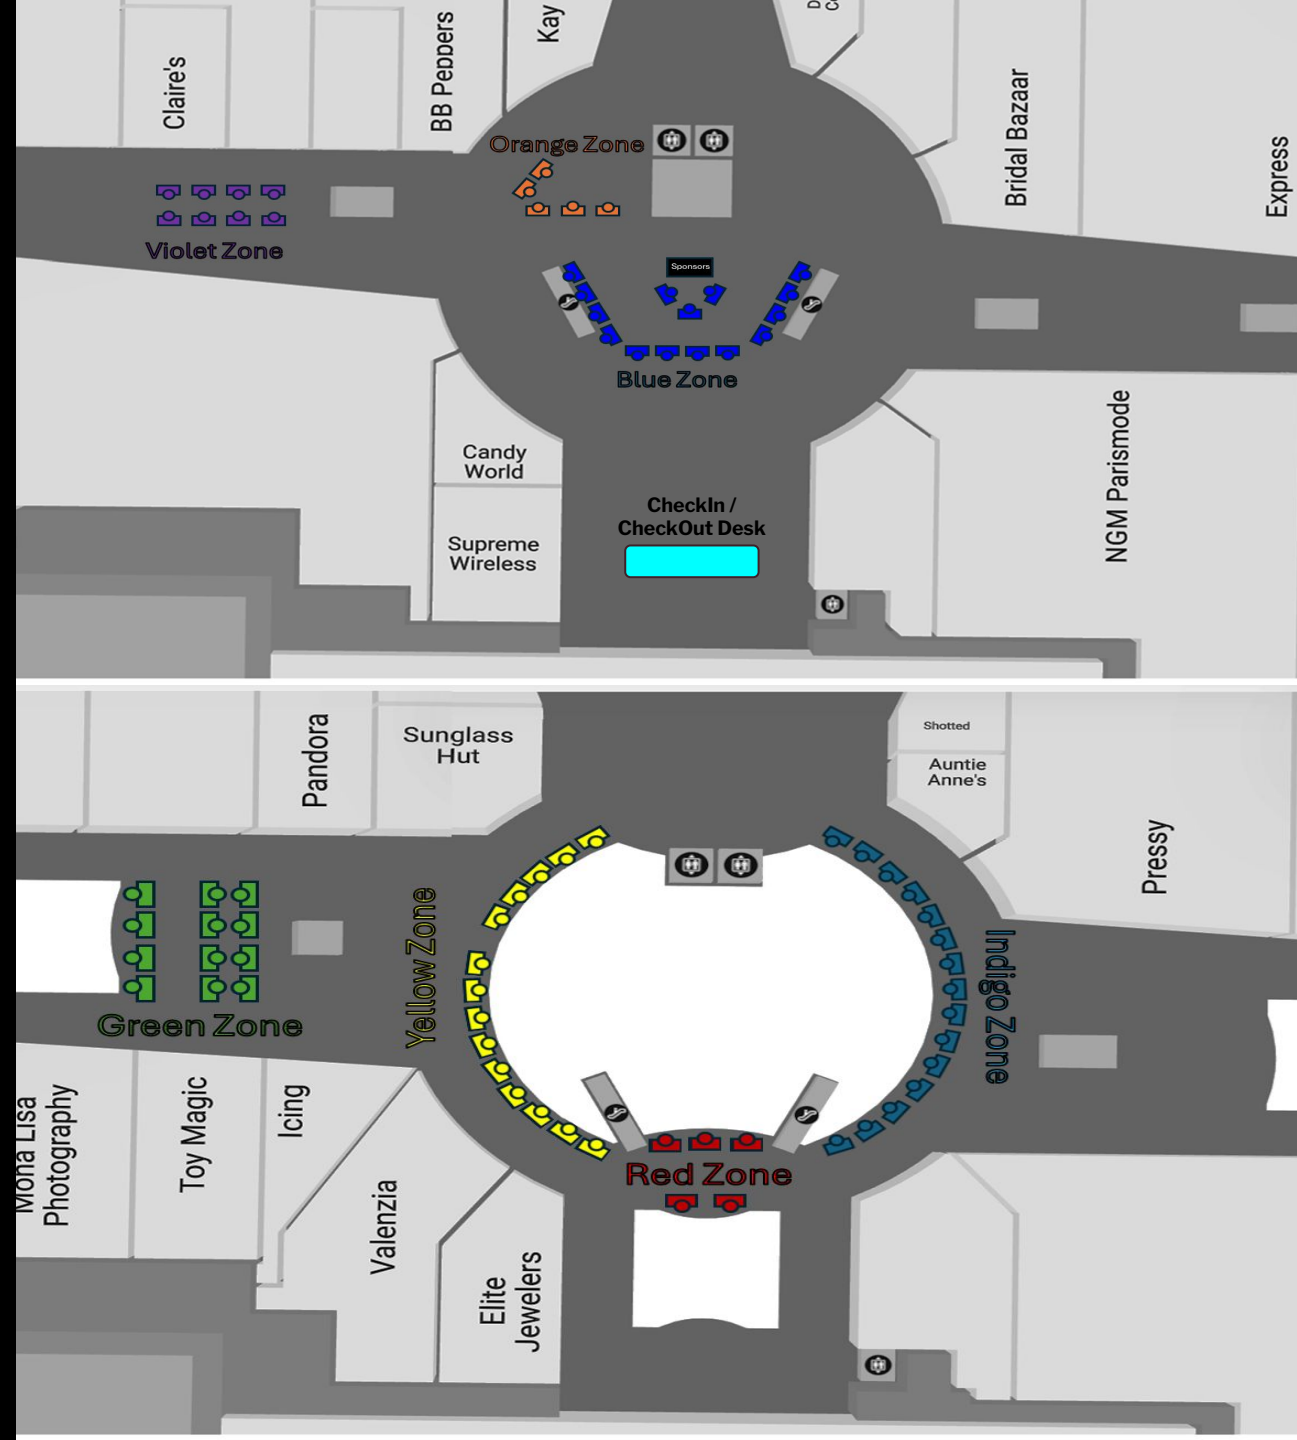 Claire's
BB Peppers
Kay
Bridal Bazaar
Express
Orange Zone
Violet Zone
Sponsors
Blue Zone
Candy
World
Supreme
Wireless
CheckIn /
CheckOut Desk
NGM Parismode
Pandora
Sunglass
Hut
Shotted
Auntie
Anne's
Pressy
Yellow Zone
Indigo Zone
Green Zone
Red Zone
Mona Lisa
Photography
Toy Magic
Icing
Valenzia
Elite
Jewelers